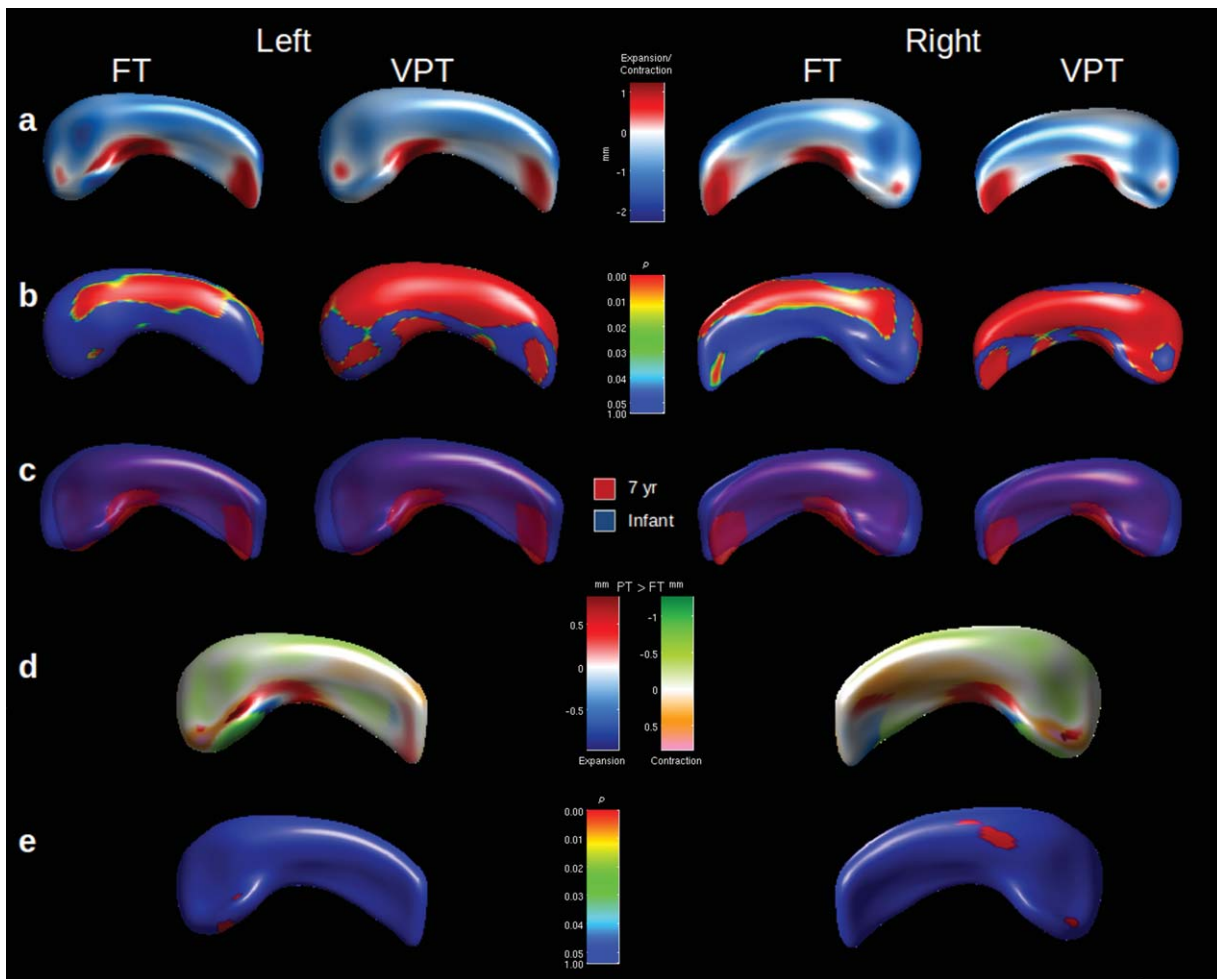 Left
Right
FT
VPT
FT
VPT
Expansion/
Contraction
a
1
0
-1
-2
mm
b
ρ
0.00
0.01
0.02
0.03
0.04
0.05
1.00
c
7 yr
Infant
d
mm PT > FT mm
0.5
0
-0.5
-1
-0.5
0
0.5
Expansion
Contraction
e
ρ
0.00
0.01
0.02
0.03
0.04
0.05
1.00